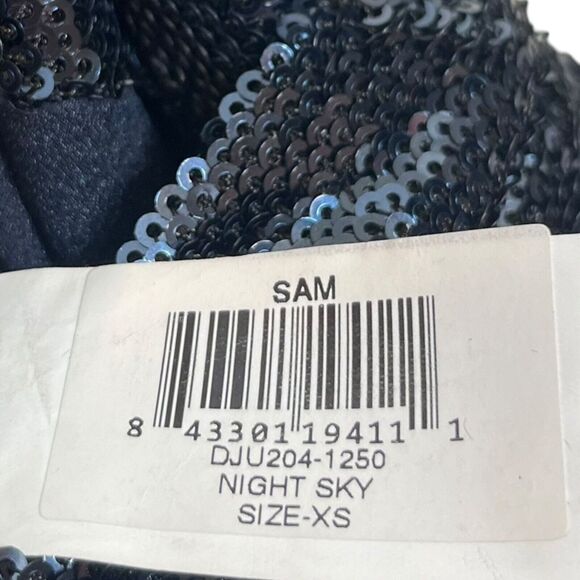 SAM
8 43301 19411 1
DJU204-1250
NIGHT SKY
SIZE-XS